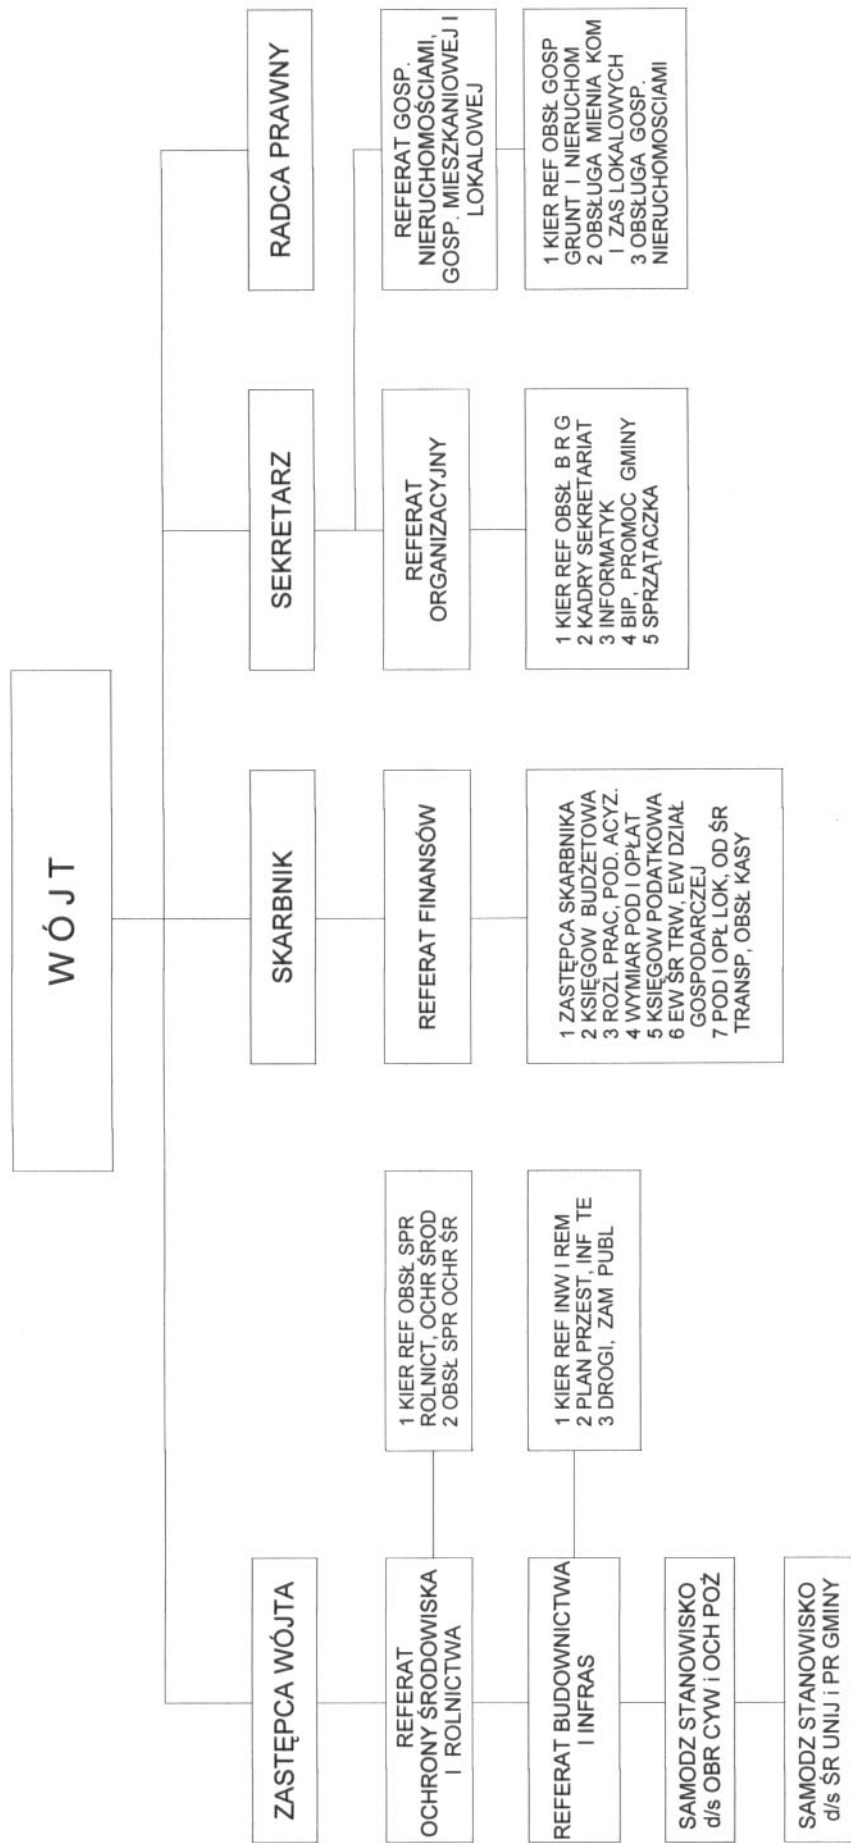 WÓJT
ZASTĘPCA WÓJTA
SKARBNIK
SEKRETARZ
RADCA PRAWNY
REFERAT
OCHRONY ŚRODOWISKA
I ROLNICTWA
1 KIER REF OBSŁ SPR
ROLNICT, OCHR ŚROD
2 OBSŁ SPR OCHR ŚR
REFERAT FINANSÓW
REFERAT
ORGANIZACYJNY
REFERAT GOSP.
NIERUCHOMOŚCIAMI,
GOSP. MIESZKANIOWEJ I
LOKALOWEJ
REFERAT BUDOWNICTWA
I INFRAS
1 KIER REF INW I REM
2 PLAN PRZEST, INF TE
3 DROGI, ZAM PUBL
1 ZASTĘPCA SKARBNIKA
2 KSIĘGOW BUDŻETOWA
3 ROZL PRAC, POD. ACYZ.
4 WYMIAR POD I OPŁAT
5 KSIĘGOW PODATKOWA
6 EW ŚR TRW, EW DZIAŁ
GOSPODARCZEJ
7 POD I OPŁ LOK, OD ŚR
TRANSP, OBSŁ KASY
1 KIER REF OBSŁ B R G
2 KADRY SEKRETARIAT
3 INFORMATYK
4 BIP, PROMOC GMINY
5 SPRZĄTACZKA
1 KIER REF OBSŁ GOSP
GRUNT I NIERUCHOM
2 OBSŁUGA MIENIA KOM
I ZAS LOKALOWYCH
3 OBSŁUGA GOSP.
NIERUCHOMOSCIAMI
SAMODZ STANOWISKO
d/s OBR CYW i OCH POŻ
SAMODZ STANOWISKO
d/s ŚR UNIJ i PR GMINY